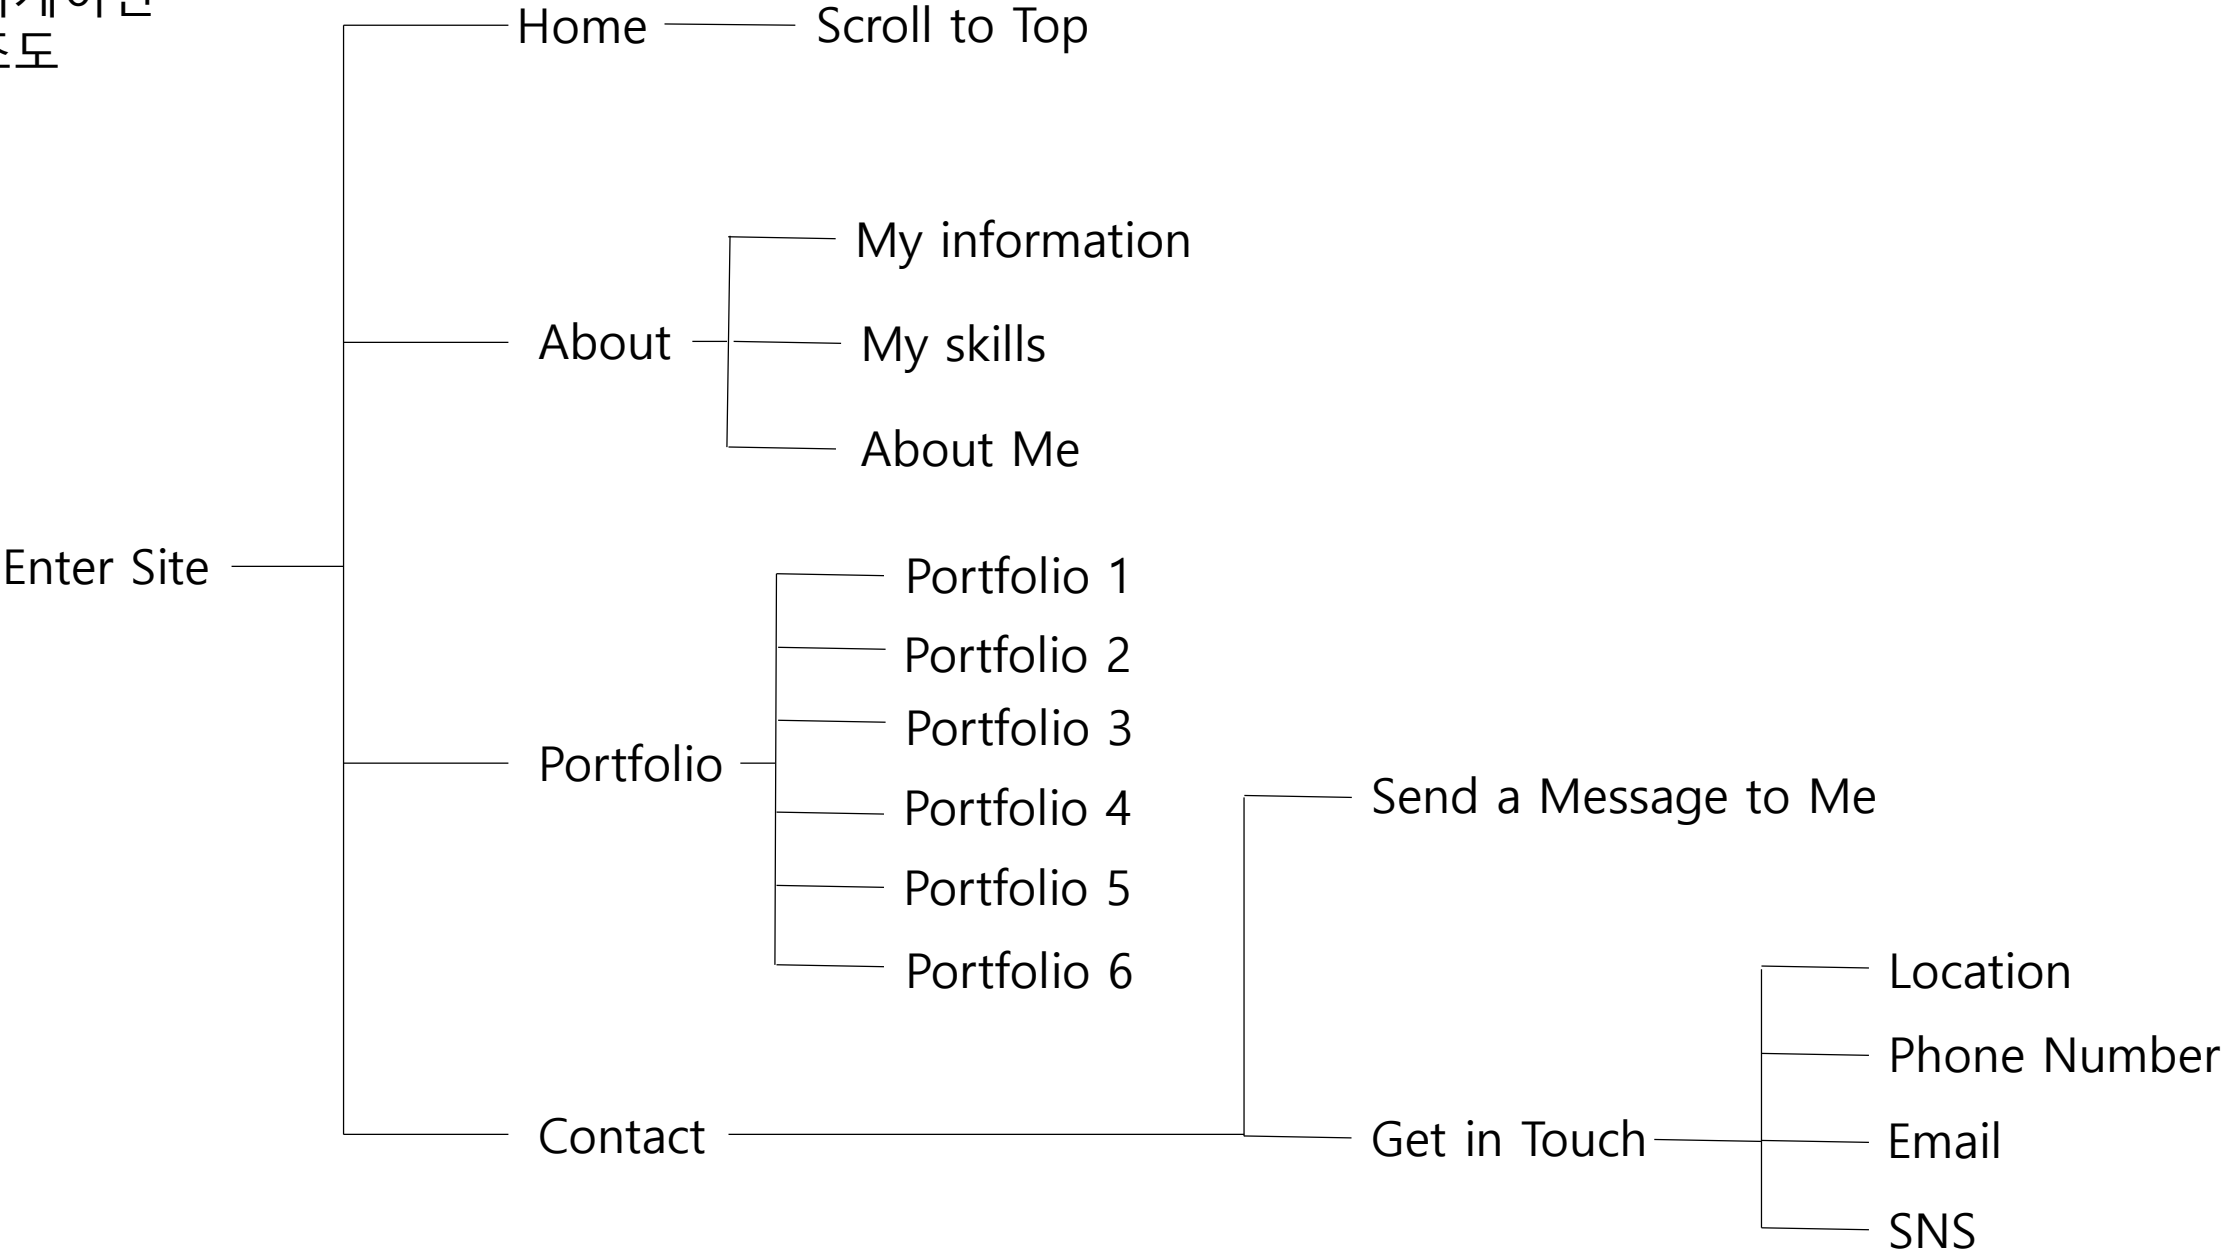 Home
Scroll to Top
My information
About
My skills
About Me
Enter Site
Portfolio 1
Portfolio 2
Portfolio 3
Portfolio
Portfolio 4
Portfolio 5
Portfolio 6
Send a Message to Me
Contact
Get in Touch
Location
Phone Number
Email
SNS